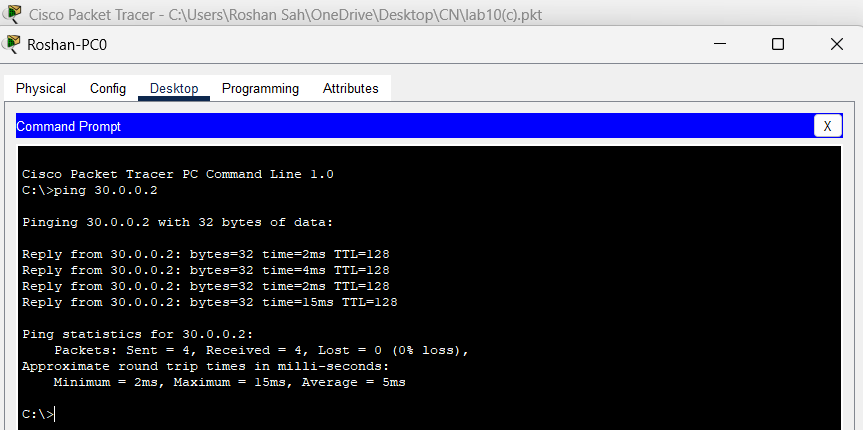 Cisco Packet Tracer - C:\Users\Roshan Sah\OneDrive\Desktop\CN\lab10(c).pkt
Roshan-PC0
Physical Config Desktop Programming Attributes
Command Prompt X
Cisco Packet Tracer PC Command Line 1.0
C:\>ping 30.0.0.2
Pinging 30.0.0.2 with 32 bytes of data:
Reply from 30.0.0.2: bytes=32 time=2ms TTL=128
Reply from 30.0.0.2: bytes=32 time=4ms TTL=128
Reply from 30.0.0.2: bytes=32 time=2ms TTL=128
Reply from 30.0.0.2: bytes=32 time=15ms TTL=128
Ping statistics for 30.0.0.2:
Packets: Sent = 4, Received = 4, Lost = 0 (0% loss),
Approximate round trip times in milli-seconds:
Minimum = 2ms, Maximum = 15ms, Average = 5ms
C:\>